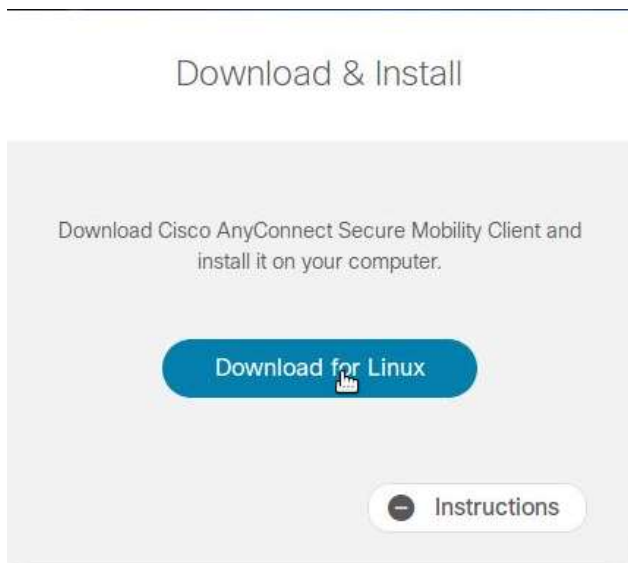 Download & Install
Download Cisco AnyConnect Secure Mobility Client and
install it on your computer.
Download for Linux
Instructions